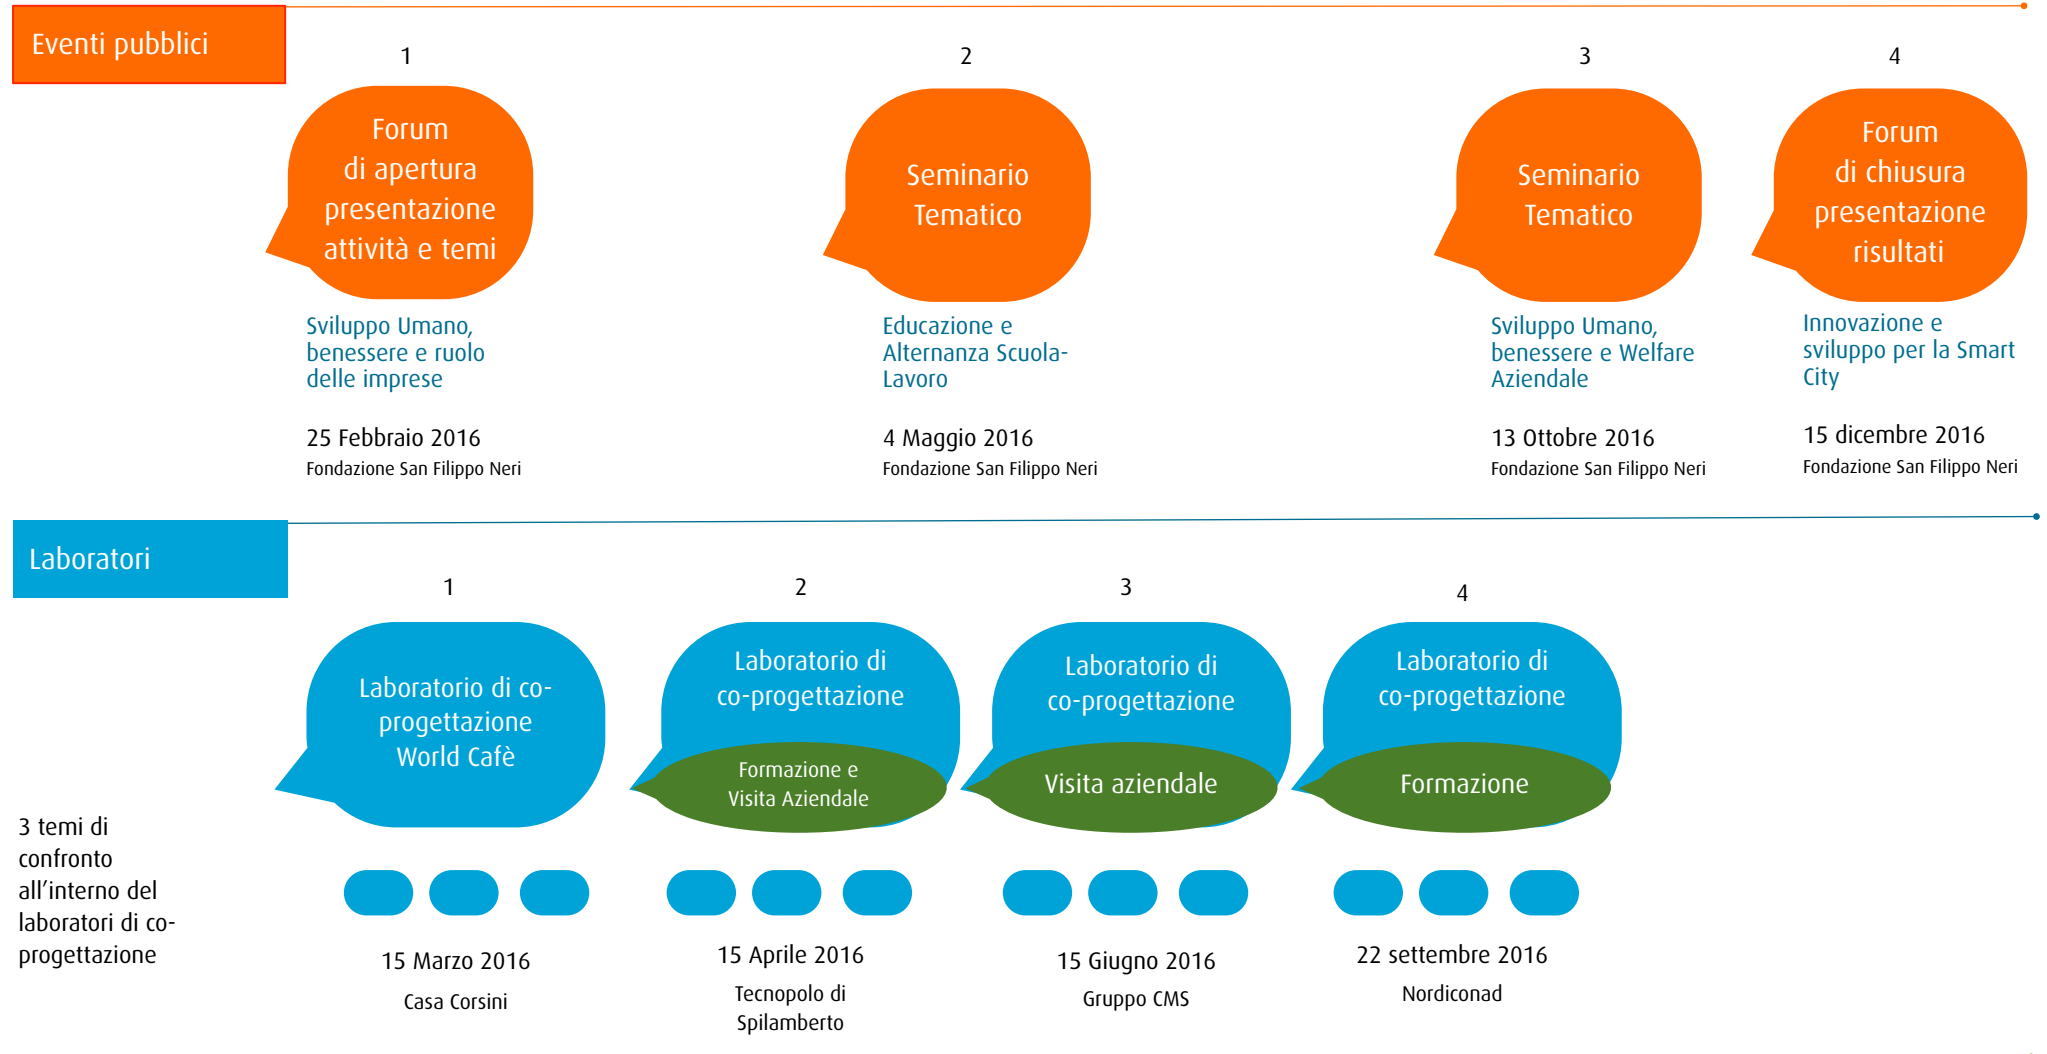 Eventi pubblici
1
2
3
4
Forum
di apertura
presentazione
attività e temi
Seminario
Tematico
Seminario
Tematico
Forum
di chiusura
presentazione
risultati
Sviluppo Umano,
benessere e ruolo
delle imprese
25 Febbraio 2016
Fondazione San Filippo Neri
Educazione e
Alternanza Scuola-
Lavoro
4 Maggio 2016
Fondazione San Filippo Neri
Sviluppo Umano,
benessere e Welfare
Aziendale
13 Ottobre 2016
Fondazione San Filippo Neri
Innovazione e
sviluppo per la Smart
City
15 dicembre 2016
Fondazione San Filippo Neri
Laboratori
1
2
3
4
Laboratorio di co-
progettazione
World Cafè
Laboratorio di
co-progettazione
Formazione e
Visita Aziendale
Laboratorio di
co-progettazione
Visita aziendale
Laboratorio di
co-progettazione
Formazione
3 temi di
confronto
all'interno del
laboratori di co-
progettazione
15 Marzo 2016
Casa Corsini
15 Aprile 2016
Tecnopolo di
Spilamberto
15 Giugno 2016
Gruppo CMS
22 settembre 2016
Nordiconad